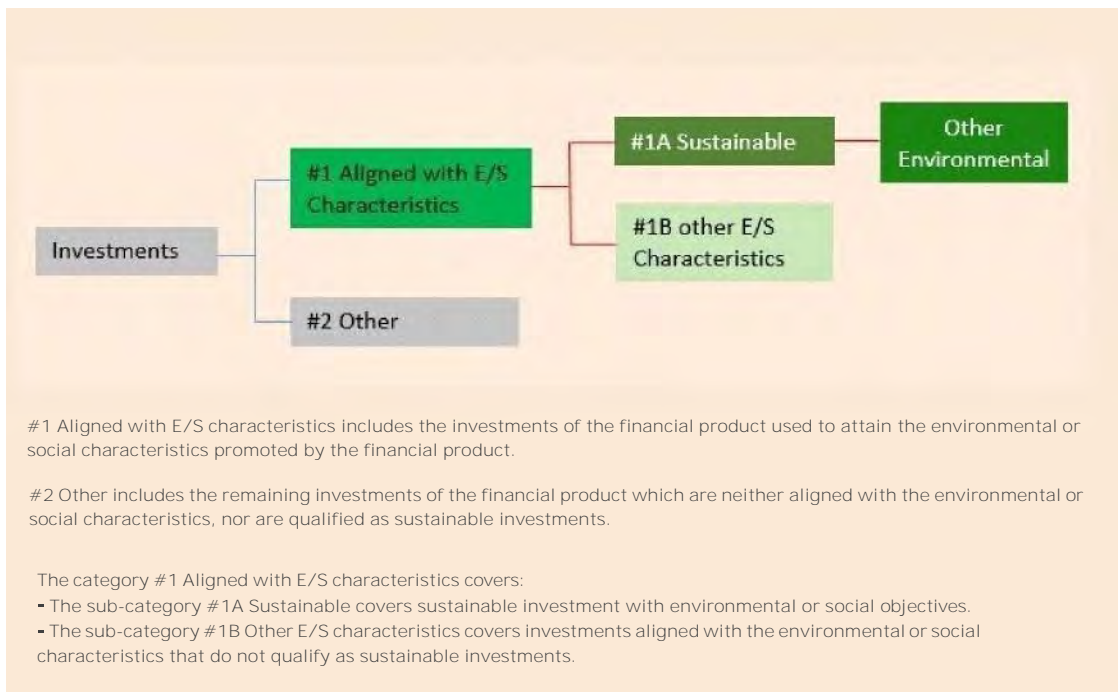 Other
Environmental
#1A Sustainable
#1 Aligned with E/S
Characteristics
#1B other E/S
Characteristics
Investments
#2 Other
#1 Aligned with E/S characteristics includes the investments of the financial product used to attain the environmental or
social characteristics promoted by the financial product.
#2 Other includes the remaining investments of the financial product which are neither aligned with the environmental or
social characteristics, nor are qualified as sustainable investments.
The category #1 Aligned with E/S characteristics covers:
- The sub-category #1A Sustainable covers sustainable investment with environmental or social objectives.
- The sub-category #1B Other E/S characteristics covers investments aligned with the environmental or social
characteristics that do not qualify as sustainable investments.